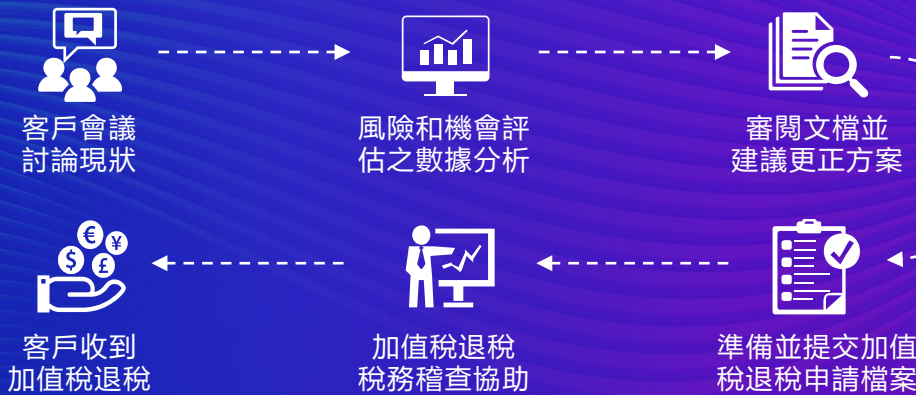 客戶會議
討論現狀
風險和機會評
估之數據分析
審閱文檔並
建議更正方案
€
¥
$
£
客戶收到
加值稅退稅
加值稅退稅
稅務稽查協助
準備並提交加值
稅退稅申請檔案